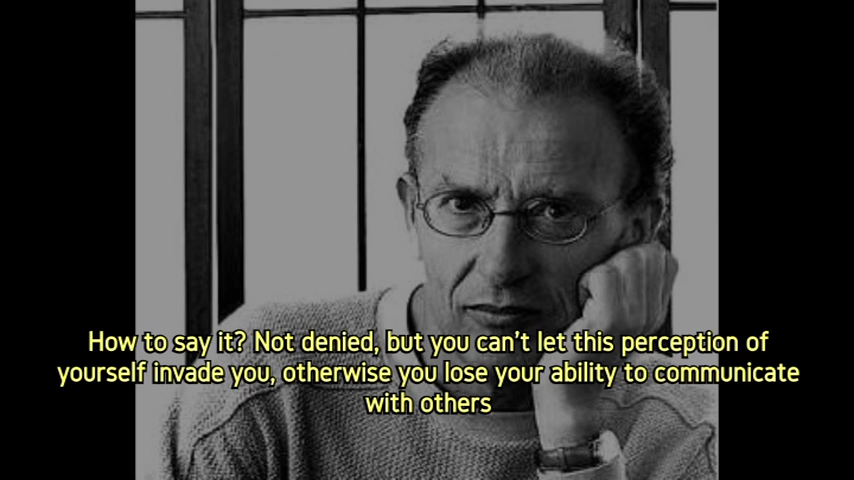 How to say it? Not denied, but you can't let this perception of
yourself invade you, otherwise you lose your ability to communicate
with others